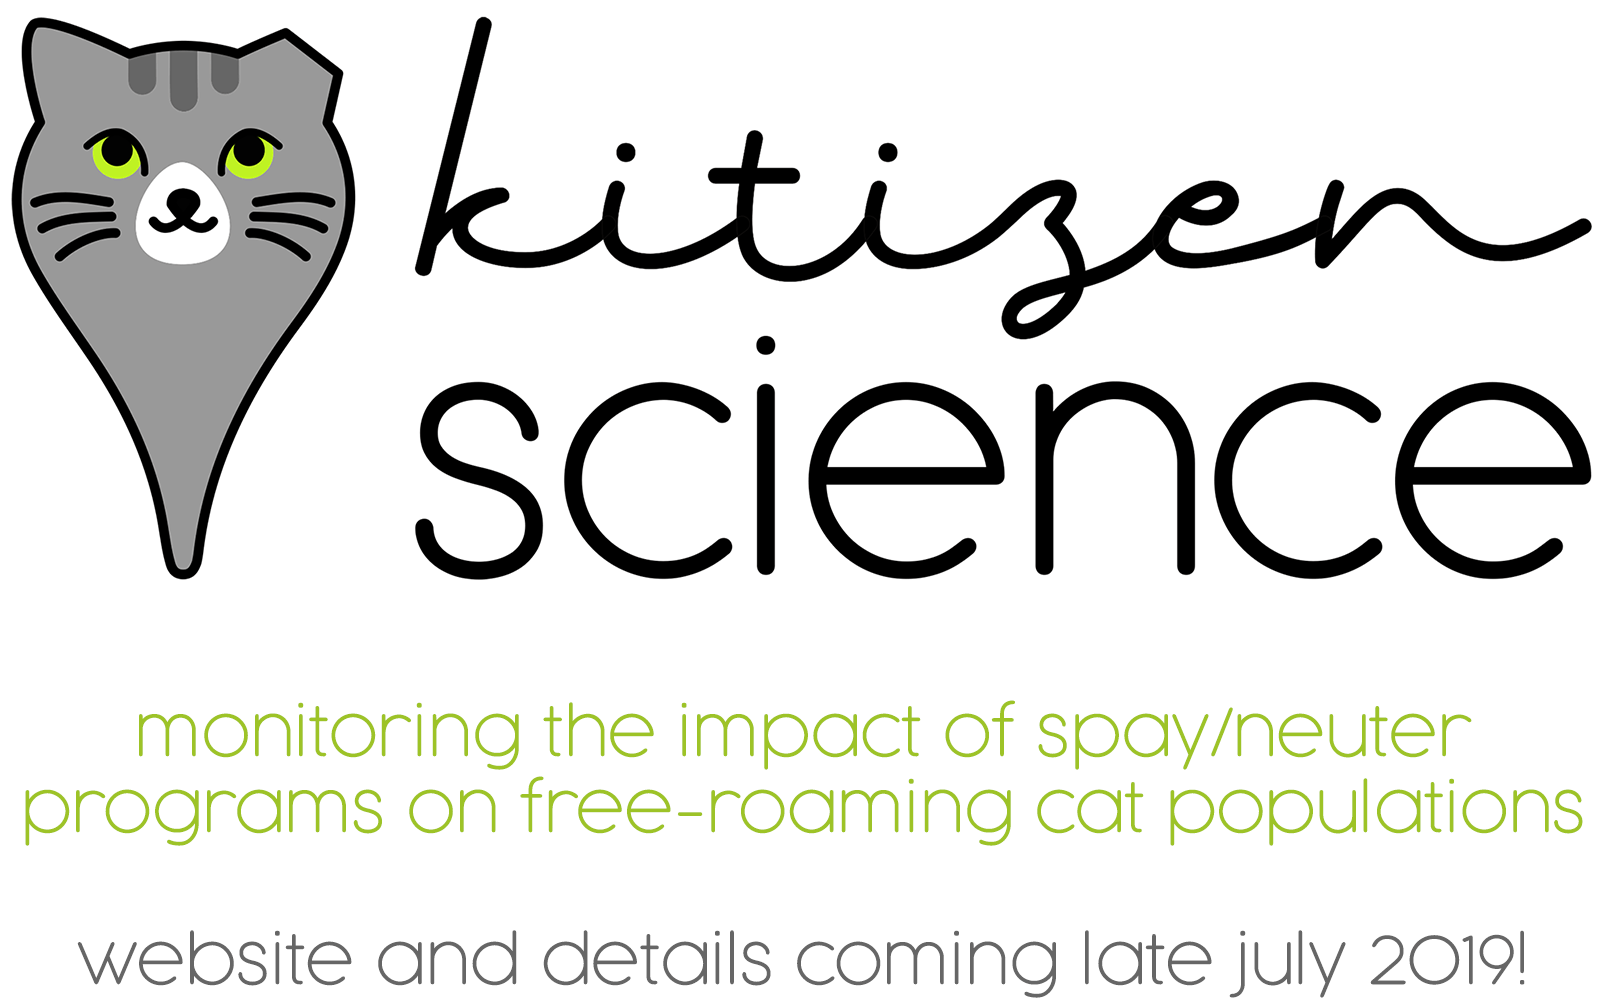 kitizen
science
monitoring the impact of spay/neuter
programs on free-roaming cat populations
website and details coming late july 2019!